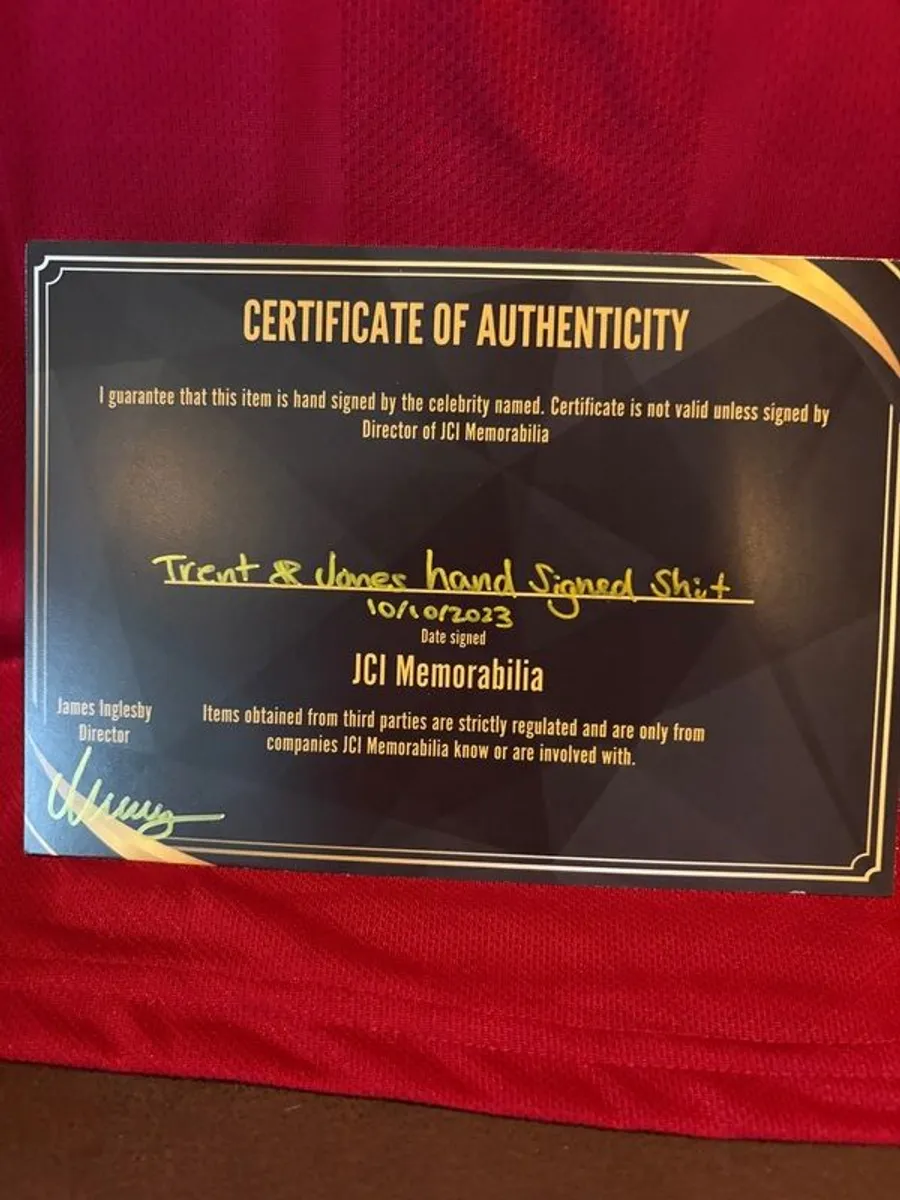 CERTIFICATE OF AUTHENTICITY
I guarantee that this item is hand signed by the celebrity named. Certificate is not valid unless signed by
Director of JCI Memorabilia
Trent & Jones hand Signed Shirt
10/10/2023
Date signed
JCI Memorabilia
James Inglesby
Director
Items obtained from third parties are strictly regulated and are only from
companies JCI Memorabilia know or are involved with.